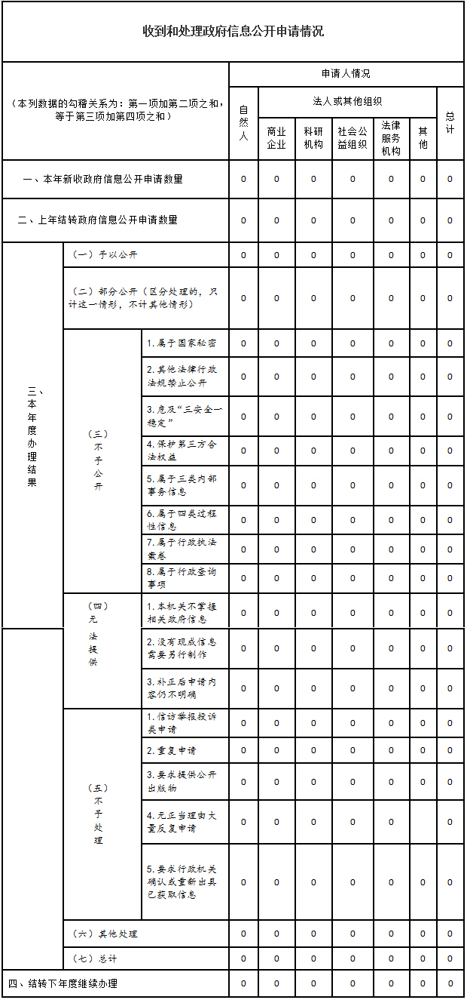 收到和处理政府信息公开申请情况
（本列数据的勾稽关系为：第一项加第二项之和，
等于第三项加第四项之和）
申请人情况
自
然
人
法人或其他组织
总
计
商业
企业
科研
机构
社会公
益组织
法律
服务
机构
其
他
一、本年新收政府信息公开申请数量 0 0 0 0 0 0 0
二、上年结转政府信息公开申请数量 0 0 0 0 0 0 0
三、
本
年
度
办
理
结
果
（一）予以公开 0 0 0 0 0 0 0
（二）部分公开（区分处理的，只
计这一情形，不计其他情形） 0 0 0 0 0 0 0
（三）
不
予
公
开
1.属于国家秘密 0 0 0 0 0 0 0
2.其他法律行政
法规禁止公开 0 0 0 0 0 0 0
3.危及“三安全一
稳定” 0 0 0 0 0 0 0
4.保护第三方合
法权益 0 0 0 0 0 0 0
5.属于三类内部
事务信息 0 0 0 0 0 0 0
6.属于四类过程
性信息 0 0 0 0 0 0 0
7.属于行政执法
案卷 0 0 0 0 0 0 0
8.属于行政查询
事项 0 0 0 0 0 0 0
（四）
无
法
提
供
1.本机关不掌握
相关政府信息 0 0 0 0 0 0 0
2.没有现成信息
需要另行制作 0 0 0 0 0 0 0
3.补正后申请内
容仍不明确 0 0 0 0 0 0 0
（五）
不
予
处
理
1.信访举报投诉
类申请 0 0 0 0 0 0 0
2.重复申请 0 0 0 0 0 0 0
3.要求提供公开
出版物 0 0 0 0 0 0 0
4.无正当理由大
量反复申请 0 0 0 0 0 0
5.要求行政机关
确认或重新出具
已获取信息 0 0 0 0 0 0 0
（六）其他处理 0 0 0 0 0 0 0
（七）总计 0 0 0 0 0 0 0
四、结转下年度继续办理 0 0 0 0 0 0 0